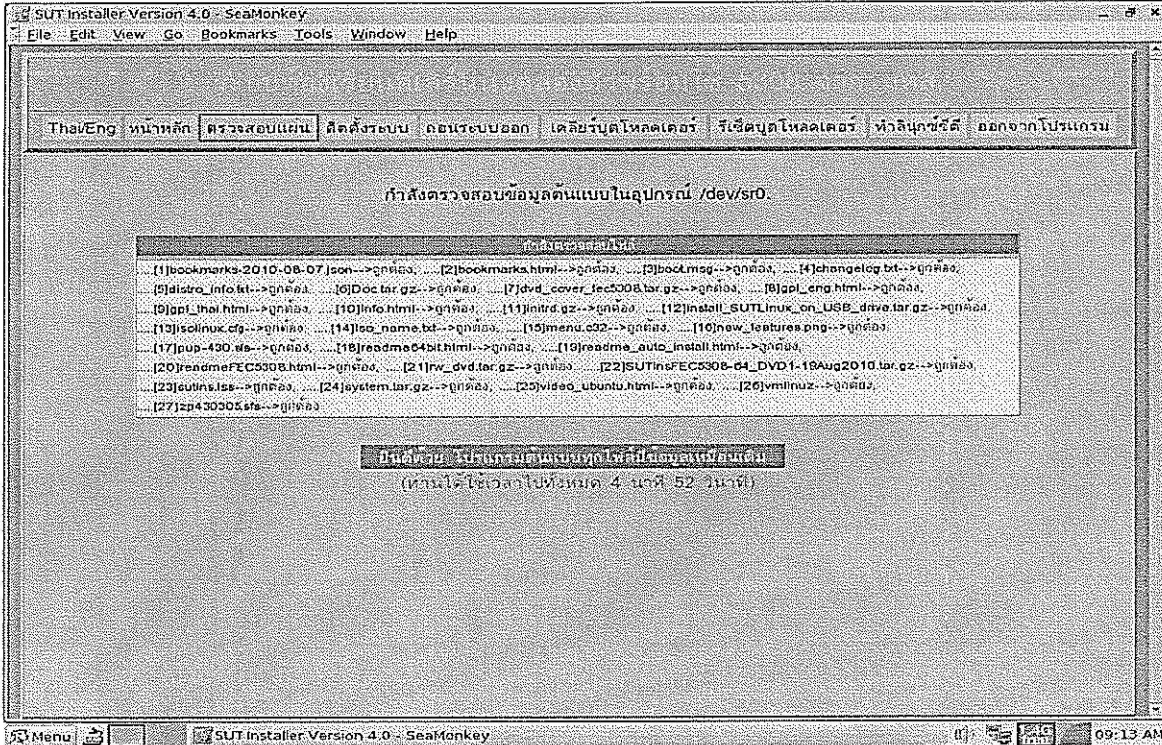 SUT Installer Version 4.0 - SeaMonkey
File Edit View Go Bookmarks Tools Window Help
Thai/Eng หน้าหลัก ตรวจสอบแผ่น ติดตั้งระบบ ถอนระบบออก เคลียร์บูตโหลดเดอร์ รีเซ็ตบูตโหลดเดอร์ ทำลินุกซ์ซีดี ออกจากโปรแกรม
กำลังตรวจสอบข้อมูลต้นแบบในอุปกรณ์ /dev/sr0.
กำลังตรวจสอบไฟล์
....[1]bookmarks-2010-08-07.json-->ถูกต้อง, ....[2]bookmarks.html-->ถูกต้อง, ....[3]boot.msg-->ถูกต้อง, ....[4]changelog.txt-->ถูกต้อง,
....[5]distro_info.txt-->ถูกต้อง, ....[6]Doc.tar.gz-->ถูกต้อง, ....[7]dvd_cover_fec5308.tar.gz-->ถูกต้อง, ....[8]gpl_eng.html-->ถูกต้อง,
....[9]gpl_thai.html-->ถูกต้อง, ....[10]info.html-->ถูกต้อง, ....[11]initrd.gz-->ถูกต้อง, ....[12]install_SUTLinux_on_USB_drive.tar.gz-->ถูกต้อง,
....[13]isolinux.cfg-->ถูกต้อง, ....[14]iso_name.txt-->ถูกต้อง, ....[15]menu.c32-->ถูกต้อง, ....[16]new_features.png-->ถูกต้อง,
....[17]pup-430.sfs-->ถูกต้อง, ....[18]readme64bit.html-->ถูกต้อง, ....[19]readme_auto_install.html-->ถูกต้อง,
....[20]readmeFEC5308.html-->ถูกต้อง, ....[21]rw_dvd.tar.gz-->ถูกต้อง, ....[22]SUTinsFEC5308-64_DVD1-19Aug2010.tar.gz-->ถูกต้อง,
....[23]sutins.iss-->ถูกต้อง, ....[24]system.tar.gz-->ถูกต้อง, ....[25]video_ubuntu.html-->ถูกต้อง, ....[26]vmlinuz-->ถูกต้อง,
....[27]zp430305.sfs-->ถูกต้อง
ยินดีด้วย โปรแกรมต้นแบบทุกไฟล์มีข้อมูลเหมือนเดิม
(ท่านได้ใช้เวลาไปทั้งหมด 4 นาที 52 วินาที)
Menu SUT Installer Version 4.0 - SeaMonkey 09:13 AM